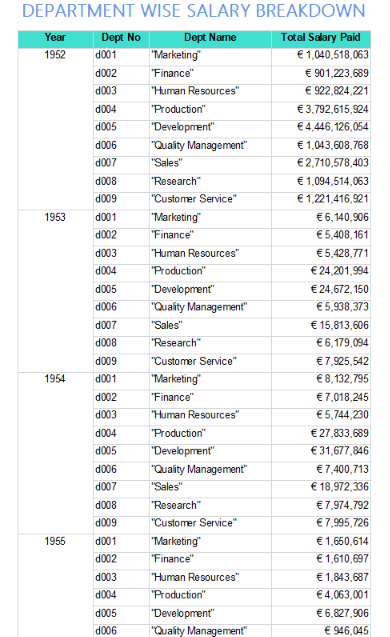 DEPARTMENT WISE SALARY BREAKDOWN
Year Dept No Dept Name Total Salary Paid
1952 d001 "Marketing" € 1,040,518,063
d002 "Finance" € 901,223,689
d003 "Human Resources" € 922,824,221
d004 "Production" € 3,792,615,924
d005 "Development" € 4,446,126,054
d006 "Quality Management" € 1,043,608,768
d007 "Sales" € 2,710,578,403
d008 "Research" € 1,094,514,063
d009 "Customer Service" € 1,221,416,921
1953 d001 "Marketing" € 6,140,906
d002 "Finance" € 5,408,161
d003 "Human Resources" € 5,428,771
d004 "Production" € 24,201,994
d005 "Development" € 24,672,150
d006 "Quality Management" € 5,938,373
d007 "Sales" € 15,813,606
d008 "Research" € 6,179,094
d009 "Customer Service" € 7,925,542
1954 d001 "Marketing" € 8,132,795
d002 "Finance" € 7,018,245
d003 "Human Resources" € 5,744,230
d004 "Production" € 27,833,689
d005 "Development" € 31,677,846
d006 "Quality Management" € 7,400,713
d007 "Sales" € 18,972,336
d008 "Research" € 7,974,792
d009 "Customer Service" € 7,995,726
1955 d001 "Marketing" € 1,650,614
d002 "Finance" € 1,610,697
d003 "Human Resources" € 1,843,687
d004 "Production" € 4,063,001
d005 "Development" € 6,827,906
d006 "Quality Management" € 946,045